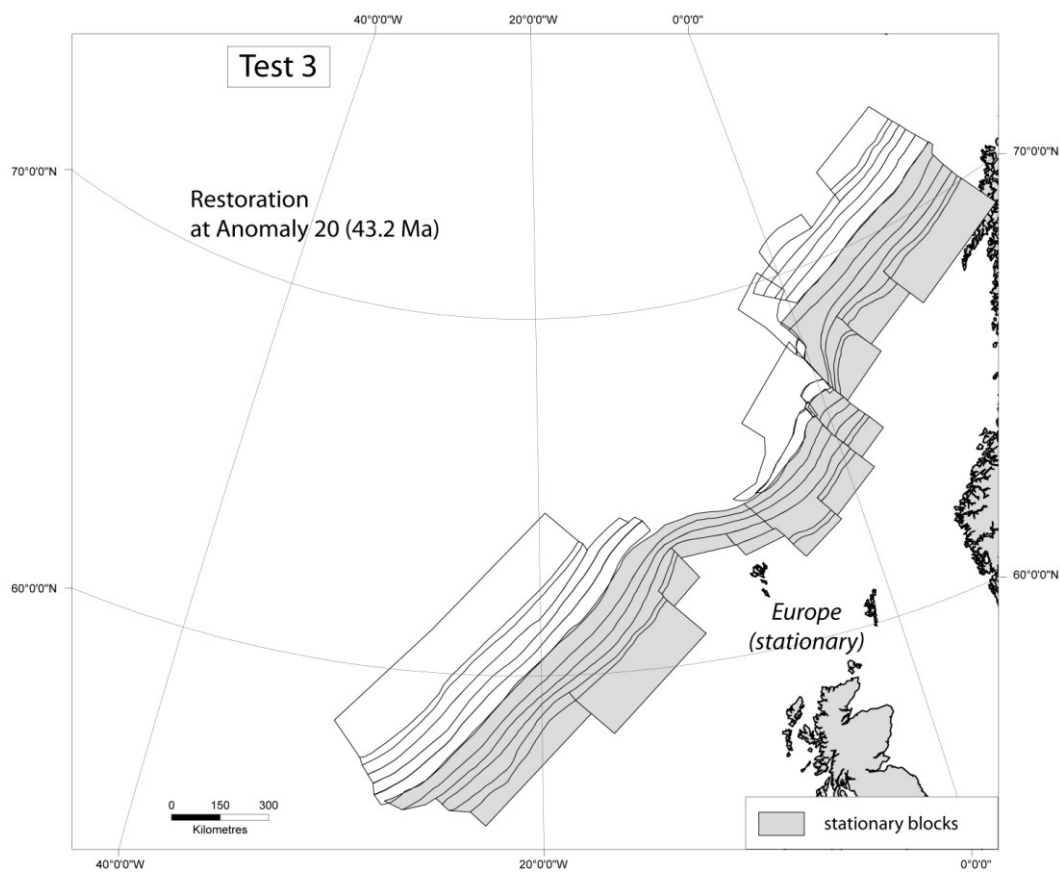 40°0'0"W 20°0'0"W 0°0'0"
Test 3
70°0'0"N
70°0'0"N
Restoration
at Anomaly 20 (43.2 Ma)
60°0'0"N
60°0'0"N
Europe
(stationary)
0 150 300
Kilometres
stationary blocks
40°0'0"W 20°0'0"W 0°0'0"